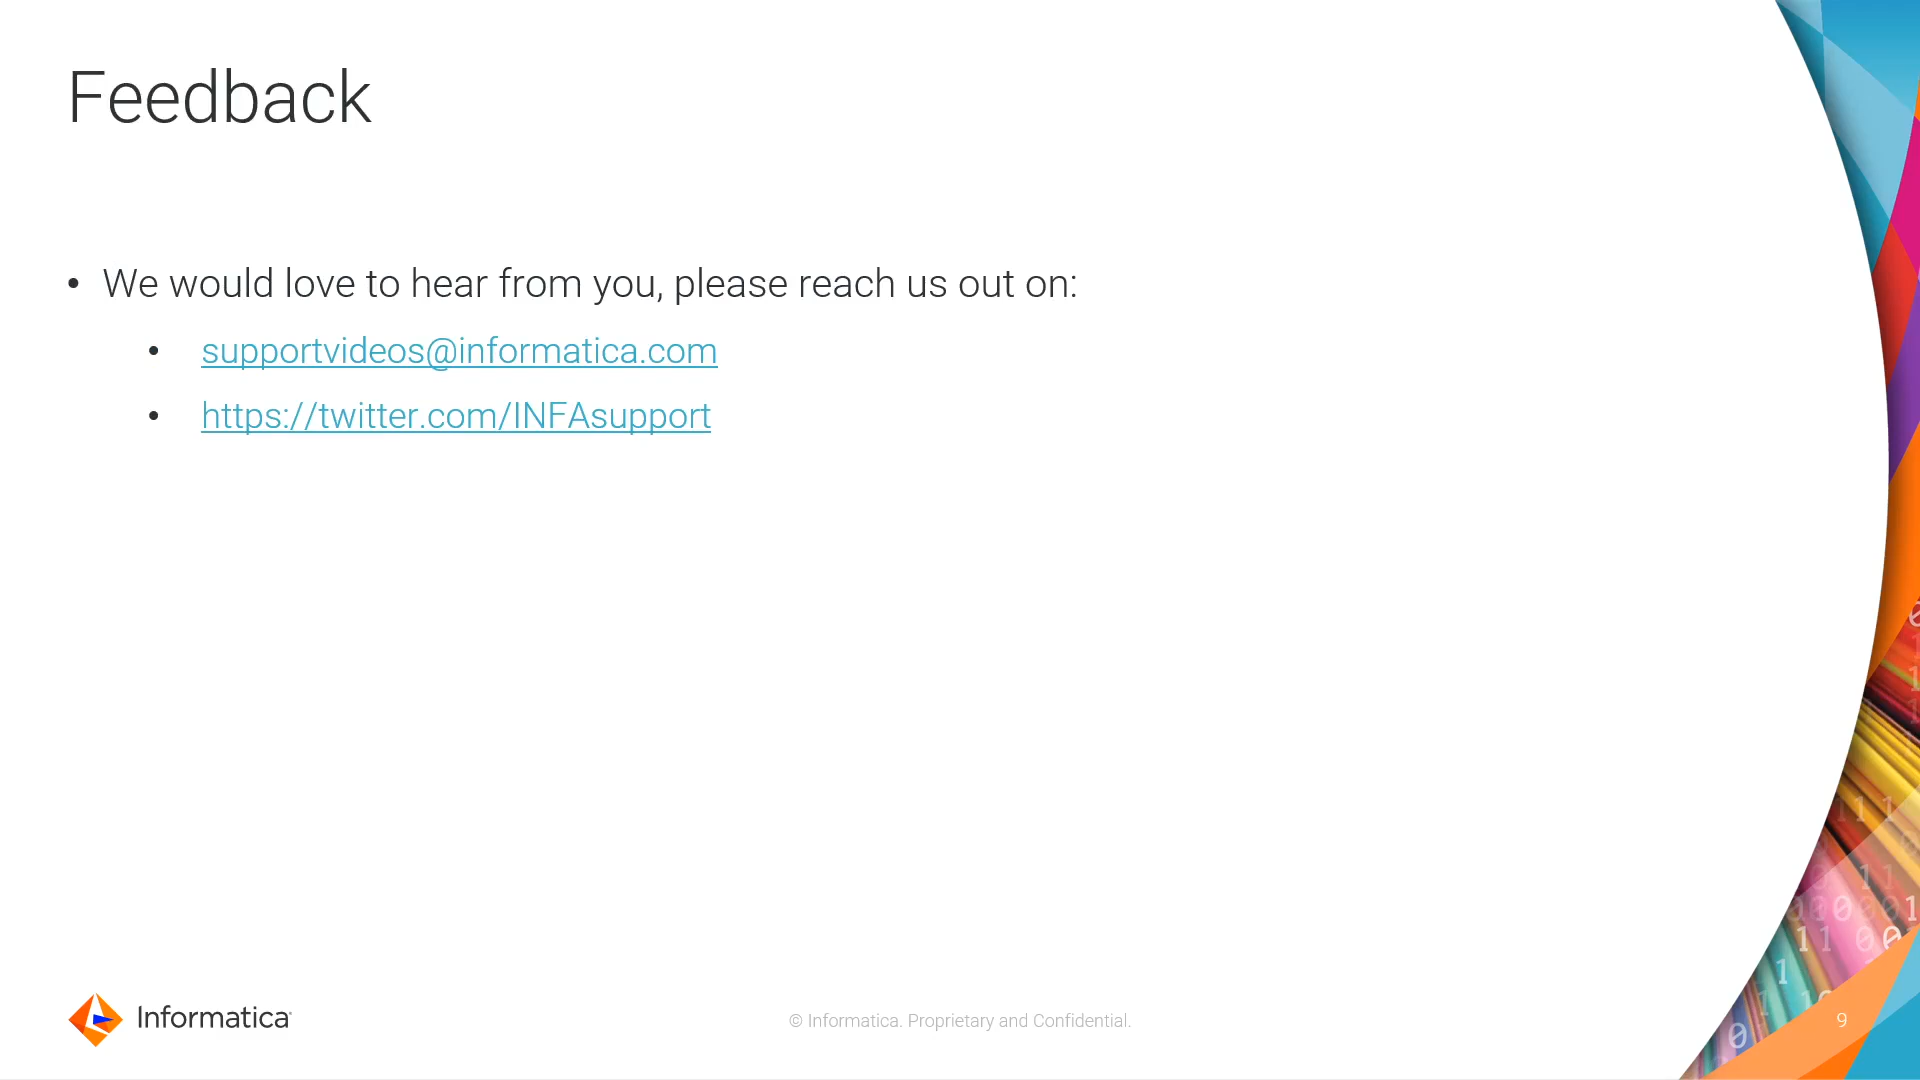 Feedback
• We would love to hear from you, please reach us out on:
• supportvideos@informatica.com
• https://twitter.com/INFAsupport
Informatica
© Informatica. Proprietary and Confidential.
9